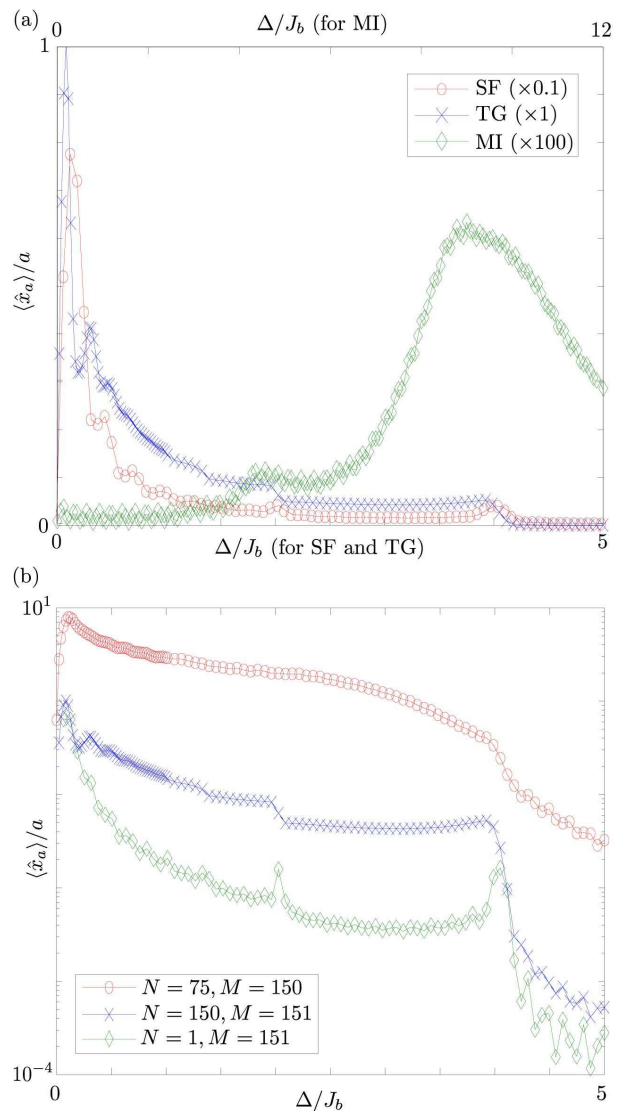 (a)
0
Δ/J_b (for MI)
12
1
SF (×0.1)
TG (×1)
MI (×100)
⟨x̂_a⟩/a
0
0
Δ/J_b (for SF and TG)
5
(b)
10^1
⟨x̂_a⟩/a
N = 75, M = 150
N = 150, M = 151
N = 1, M = 151
10^−4
0
Δ/J_b
5